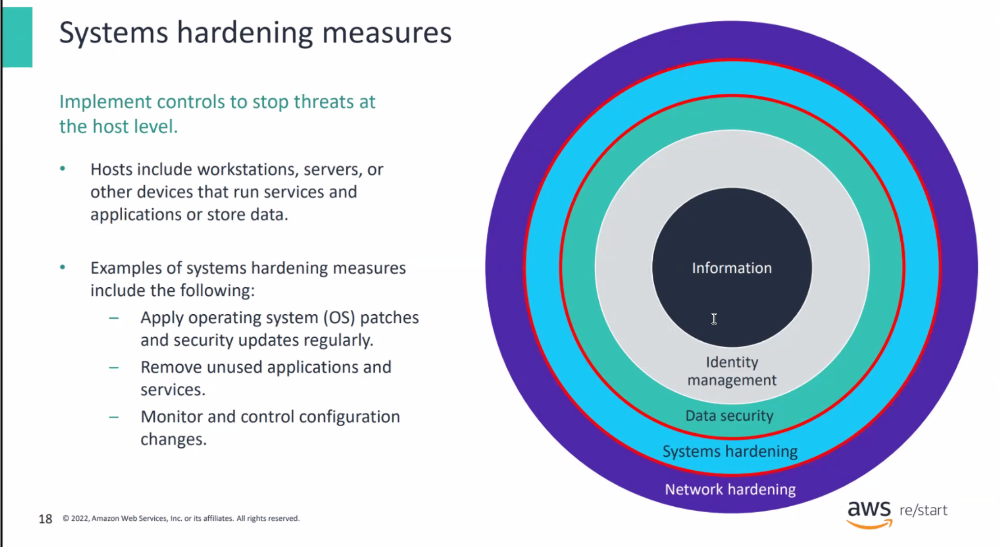 Systems hardening measures
Implement controls to stop threats at
the host level.
• Hosts include workstations, servers, or
other devices that run services and
applications or store data.
• Examples of systems hardening measures
include the following:
– Apply operating system (OS) patches
and security updates regularly.
– Remove unused applications and
services.
– Monitor and control configuration
changes.
Information
Identity
management
Data security
Systems hardening
Network hardening
18 © 2022, Amazon Web Services, Inc. or its affiliates. All rights reserved.
aws re/start